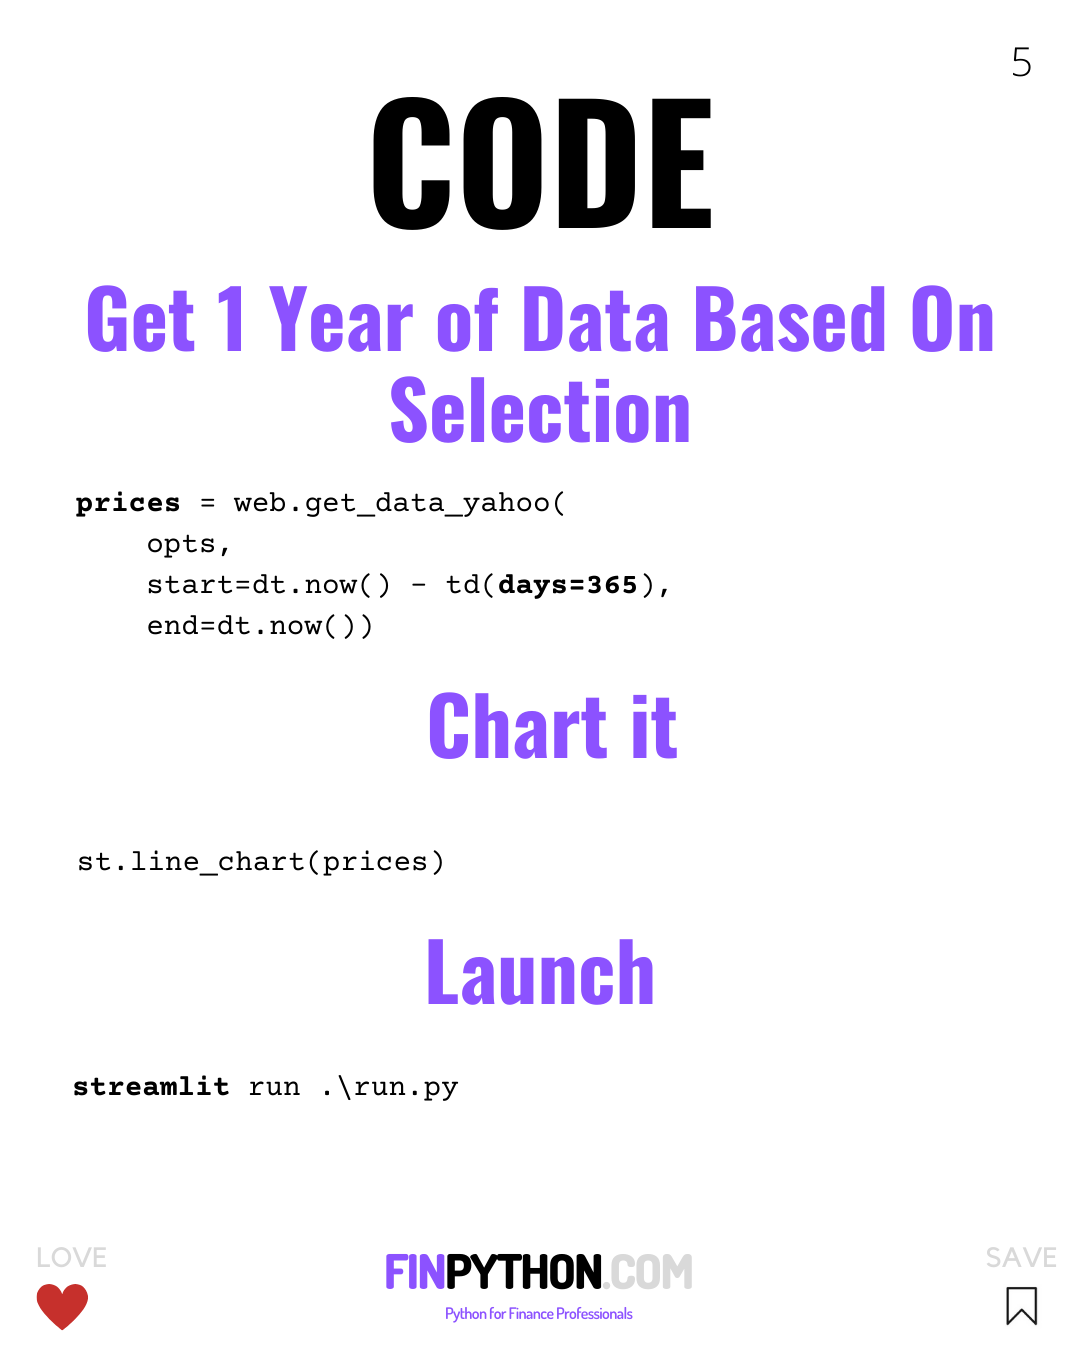 5
CODE
Get 1 Year of Data Based On
Selection
prices = web.get_data_yahoo(
    opts,
    start=dt.now() - td(days=365),
    end=dt.now())
Chart it
st.line_chart(prices)
Launch
streamlit run .\run.py
LOVE
FINPYTHON.COM
Python for Finance Professionals
SAVE